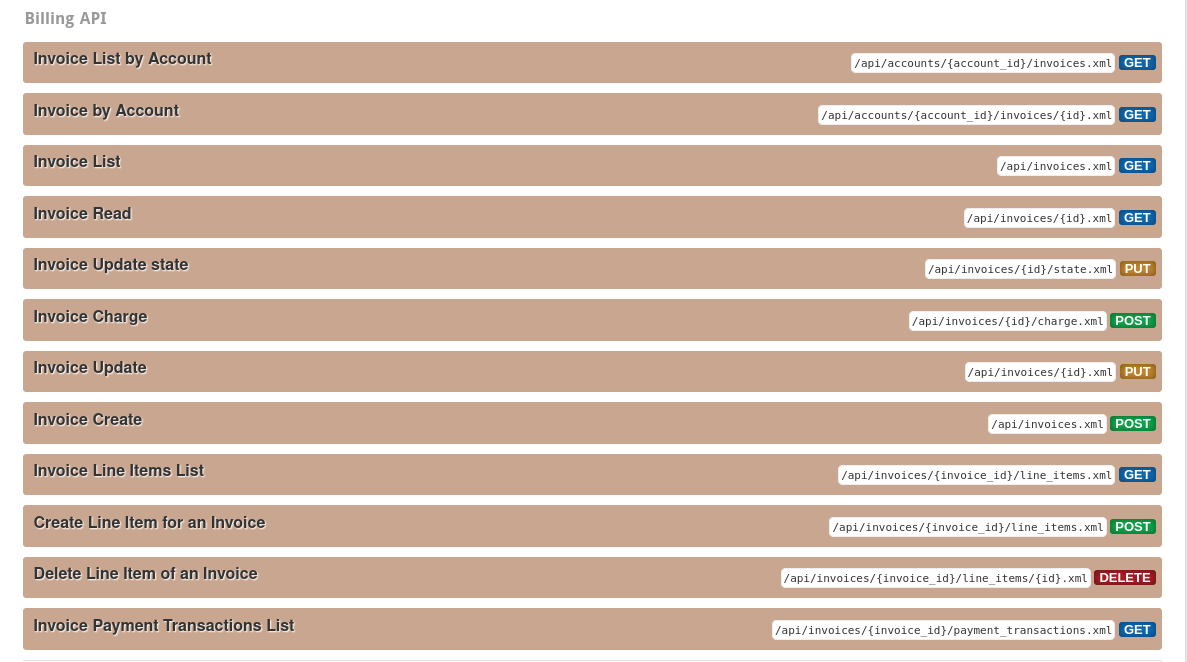 Billing API
Invoice List by Account /api/accounts/{account_id}/invoices.xml GET
Invoice by Account /api/accounts/{account_id}/invoices/{id}.xml GET
Invoice List /api/invoices.xml GET
Invoice Read /api/invoices/{id}.xml GET
Invoice Update state /api/invoices/{id}/state.xml PUT
Invoice Charge /api/invoices/{id}/charge.xml POST
Invoice Update /api/invoices/{id}.xml PUT
Invoice Create /api/invoices.xml POST
Invoice Line Items List /api/invoices/{invoice_id}/line_items.xml GET
Create Line Item for an Invoice /api/invoices/{invoice_id}/line_items.xml POST
Delete Line Item of an Invoice /api/invoices/{invoice_id}/line_items/{id}.xml DELETE
Invoice Payment Transactions List /api/invoices/{invoice_id}/payment_transactions.xml GET